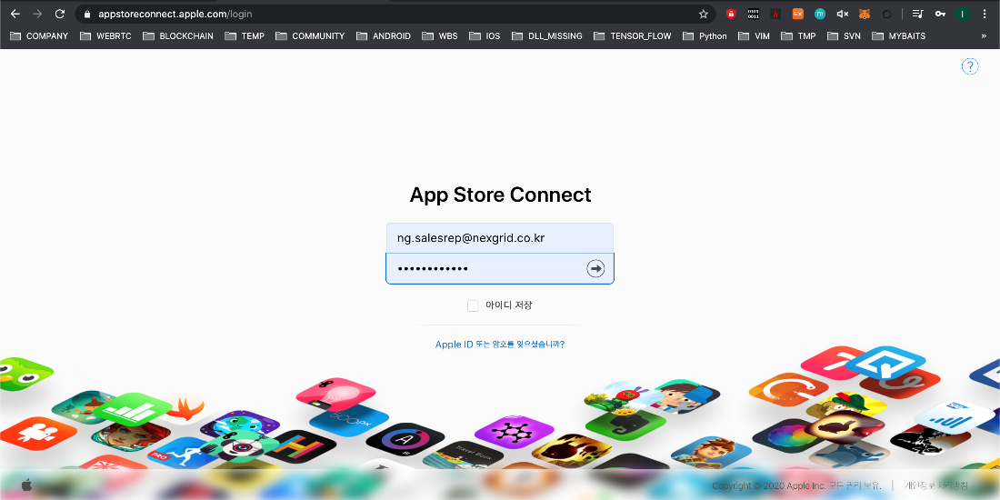 appstoreconnect.apple.com/login
COMPANY WEBRTC BLOCKCHAIN TEMP COMMUNITY ANDROID WBS IOS DLL_MISSING TENSOR_FLOW Python VIM TMP SVN MYBAITS »
?
App Store Connect
ng.salesrep@nexgrid.co.kr
••••••••••••
아이디 저장
Apple ID 또는 암호를 잊으셨습니까?
Copyright © 2020 Apple Inc. 모든 권리 보유. | 개인정보 처리방침